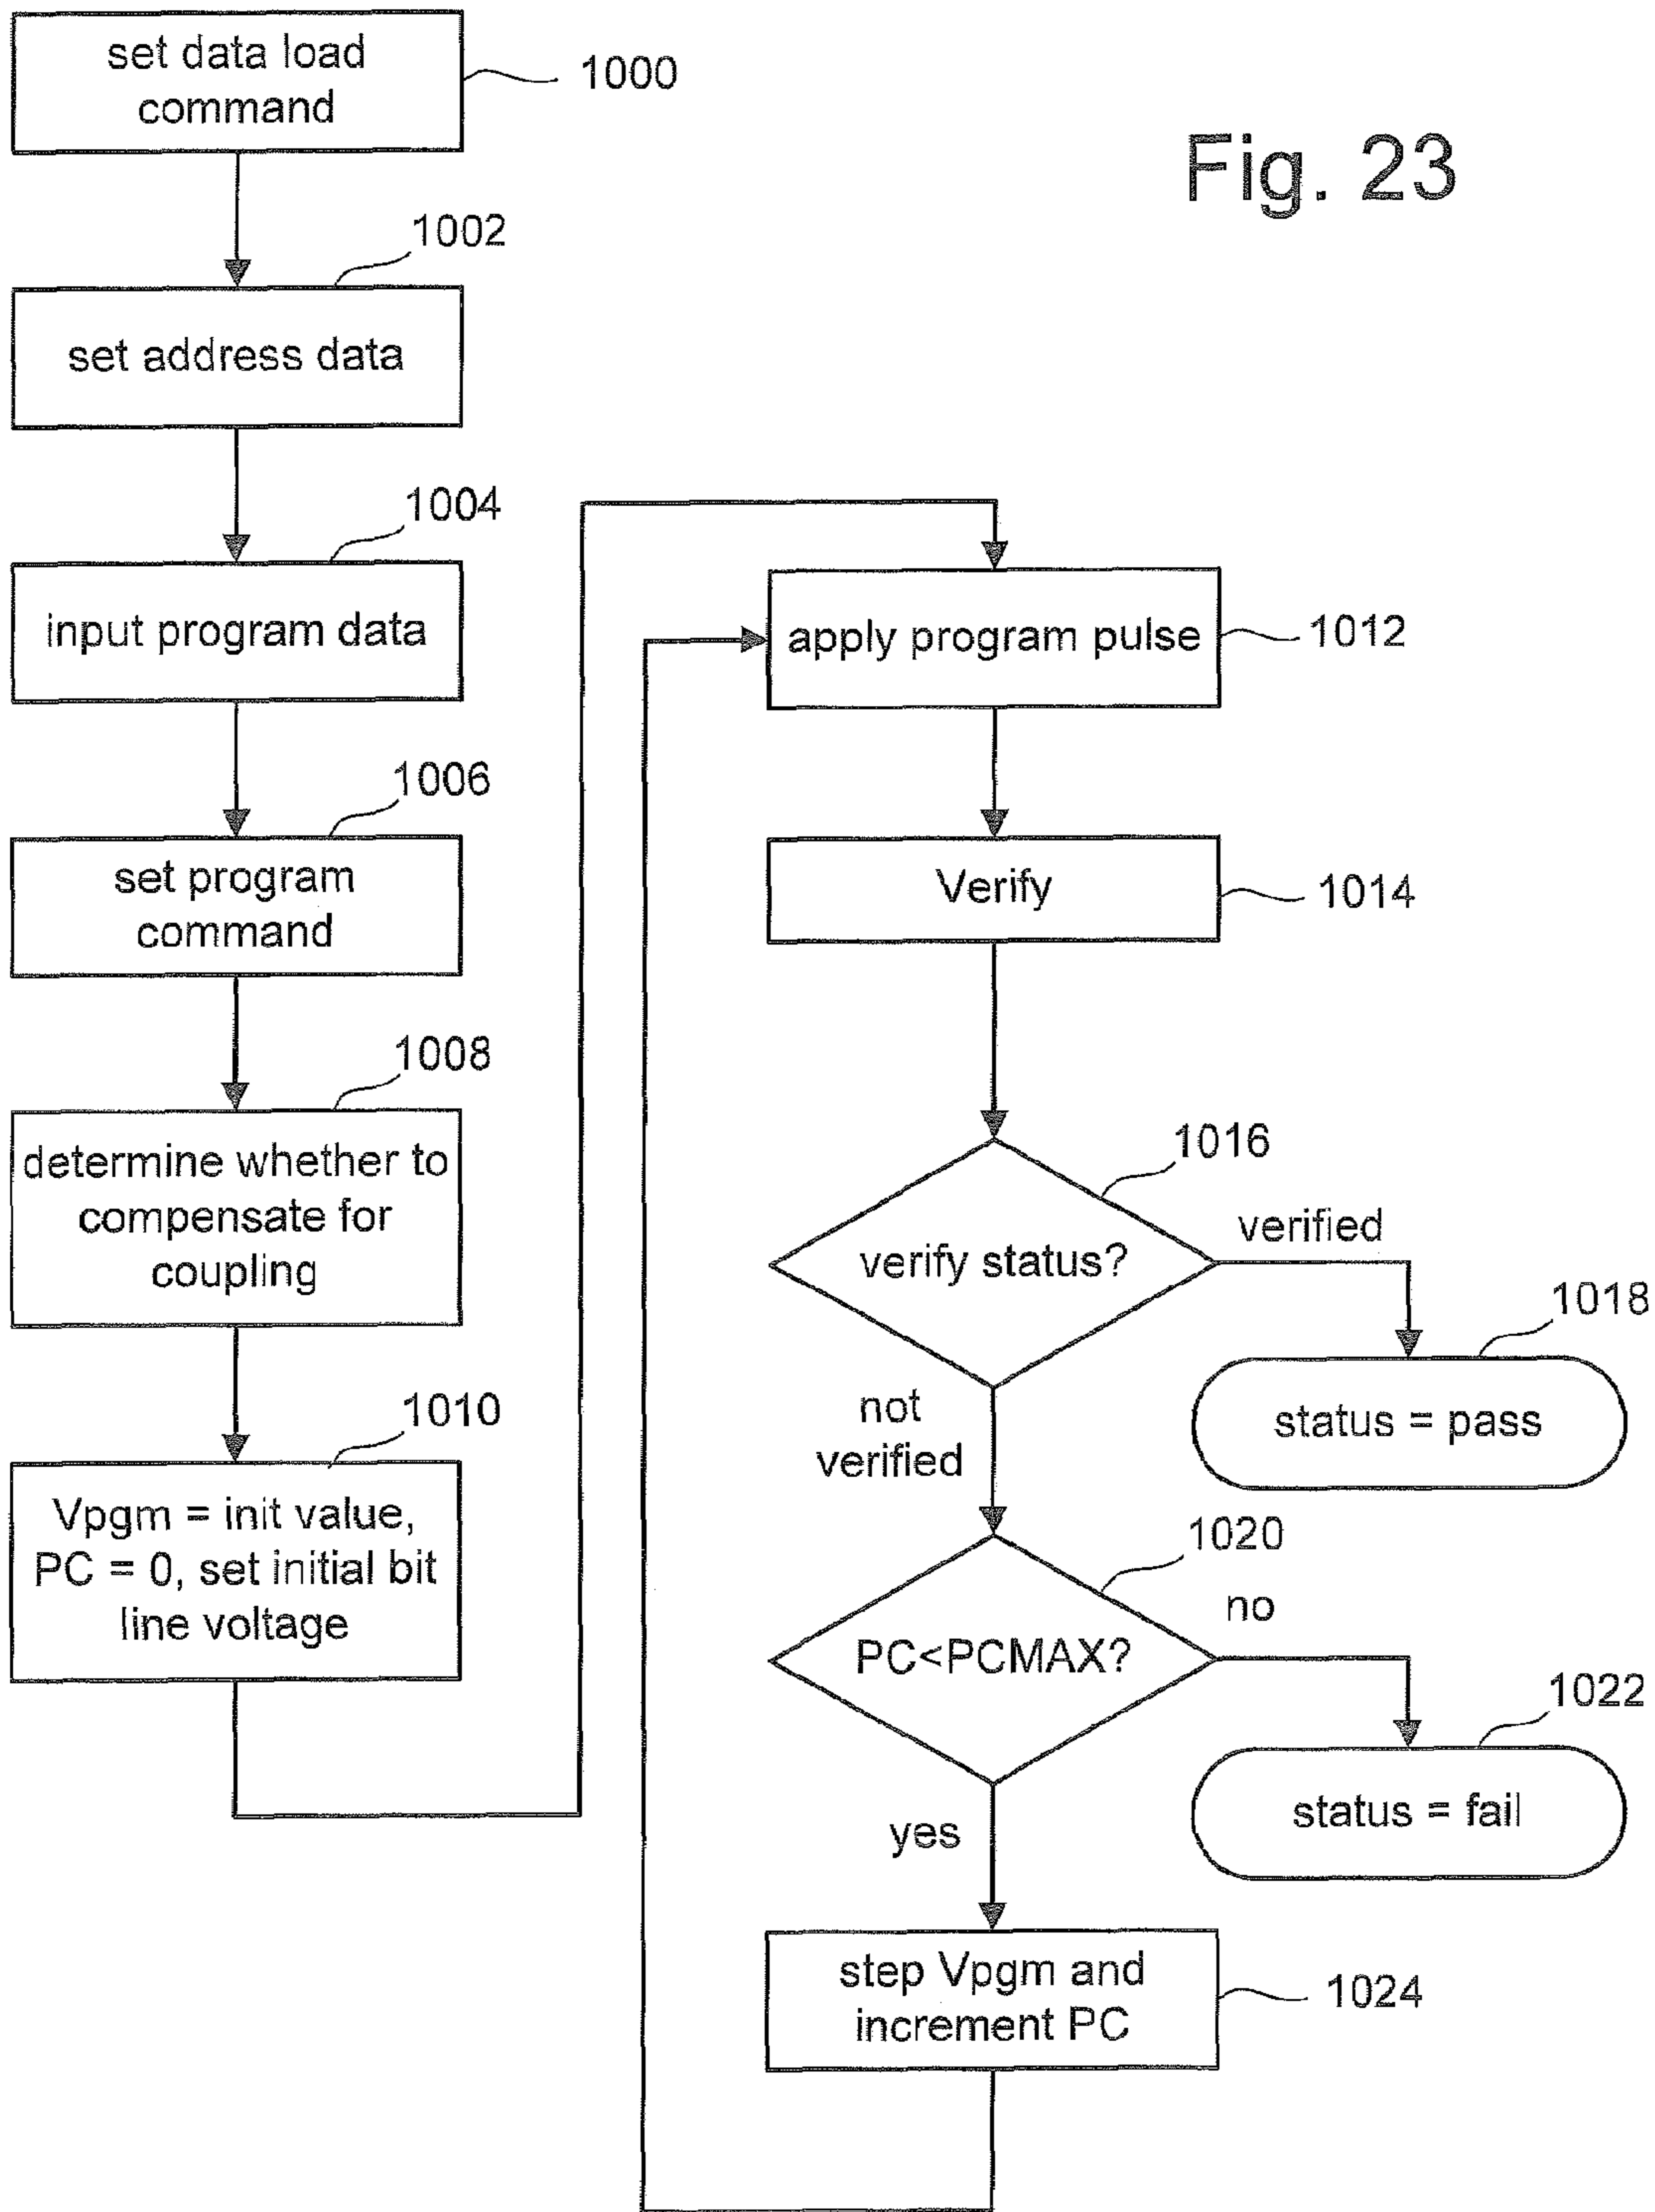 Fig. 23
set data load
command
1000
1002
set address data
1004
input program data
1006
set program
command
1008
determine whether to
compensate for
coupling
1010
Vpgm = init value,
PC = 0, set initial bit
line voltage
apply program pulse
1012
Verify
1014
1016
verify status?
verified
1018
status = pass
not
verified
1020
PC<PCMAX?
no
1022
status = fail
yes
step Vpgm and
increment PC
1024